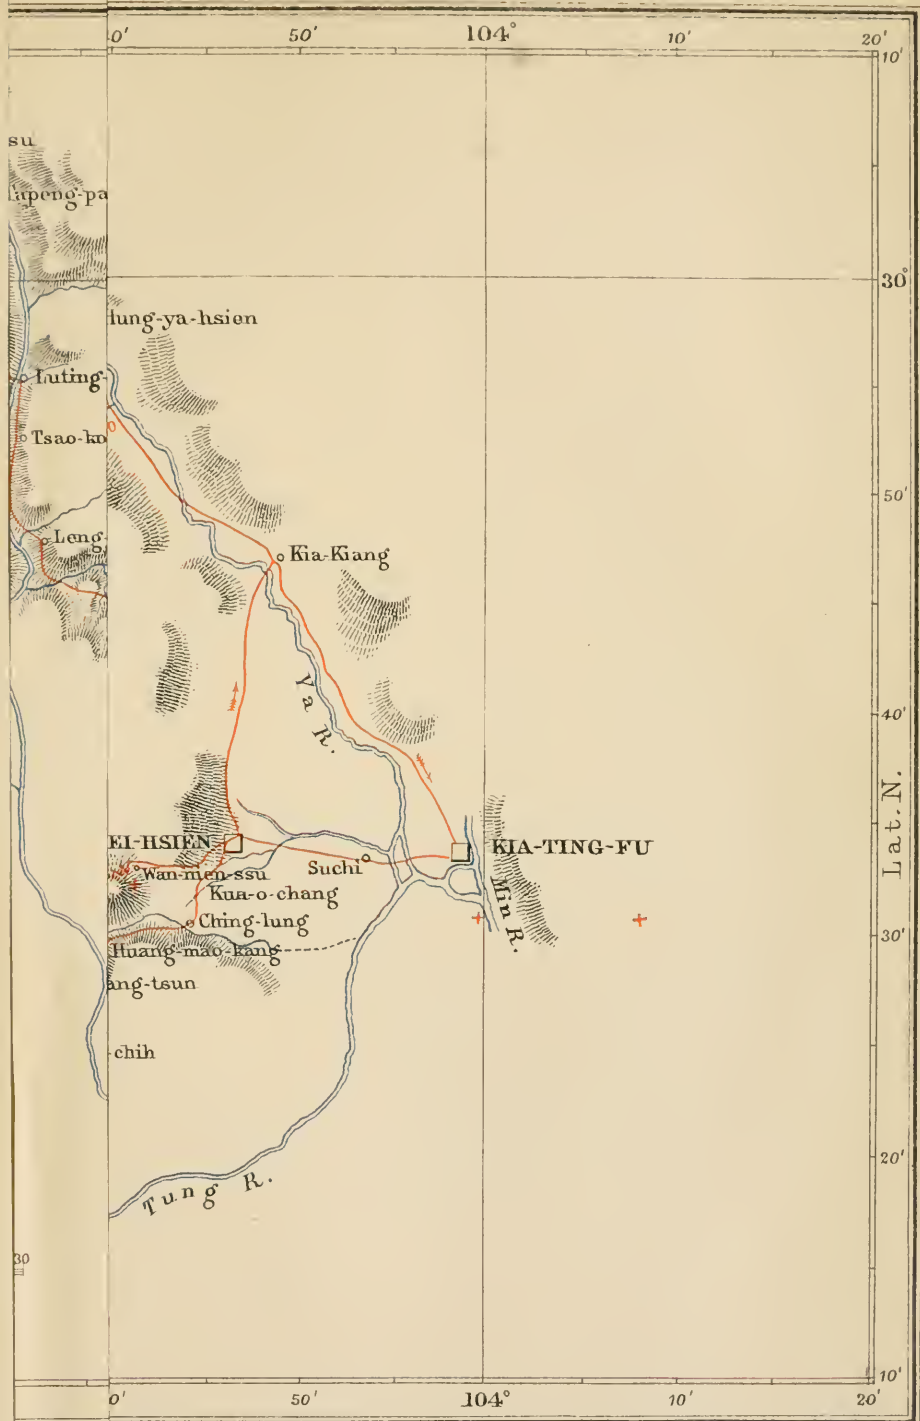 0' 50' 104° 10' 20'
10'
su
apeng-pa
30°
lung-ya-hsien
Luting-
Tsao-ko
50'
Leng-
Kia-Kiang
40'
Ya R.
Lat. N.
EI-HSIEN
KIA-TING-FU
Suchi
Wan-nien-ssu
Kua-o-chang
Min R.
Ching-lung
30'
Huang-mao-kang
ang-tsun
chih
20'
Tung R.
30
10'
0' 50' 104° 10' 20'